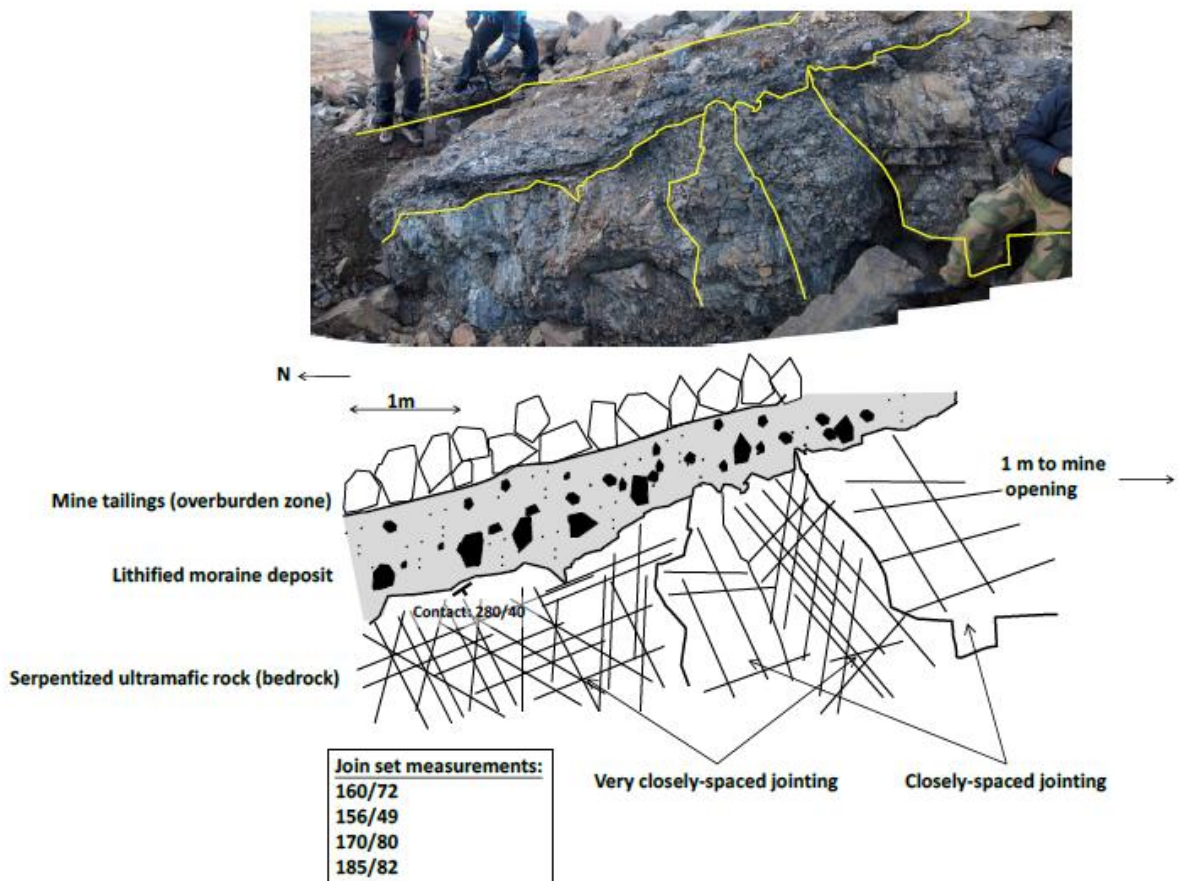 N
1m
Mine tailings (overburden zone)
1 m to mine
opening
Lithified moraine deposit
Contact: 280/40
Serpentized ultramafic rock (bedrock)
Very closely-spaced jointing
Closely-spaced jointing
Join set measurements:
160/72
156/49
170/80
185/82